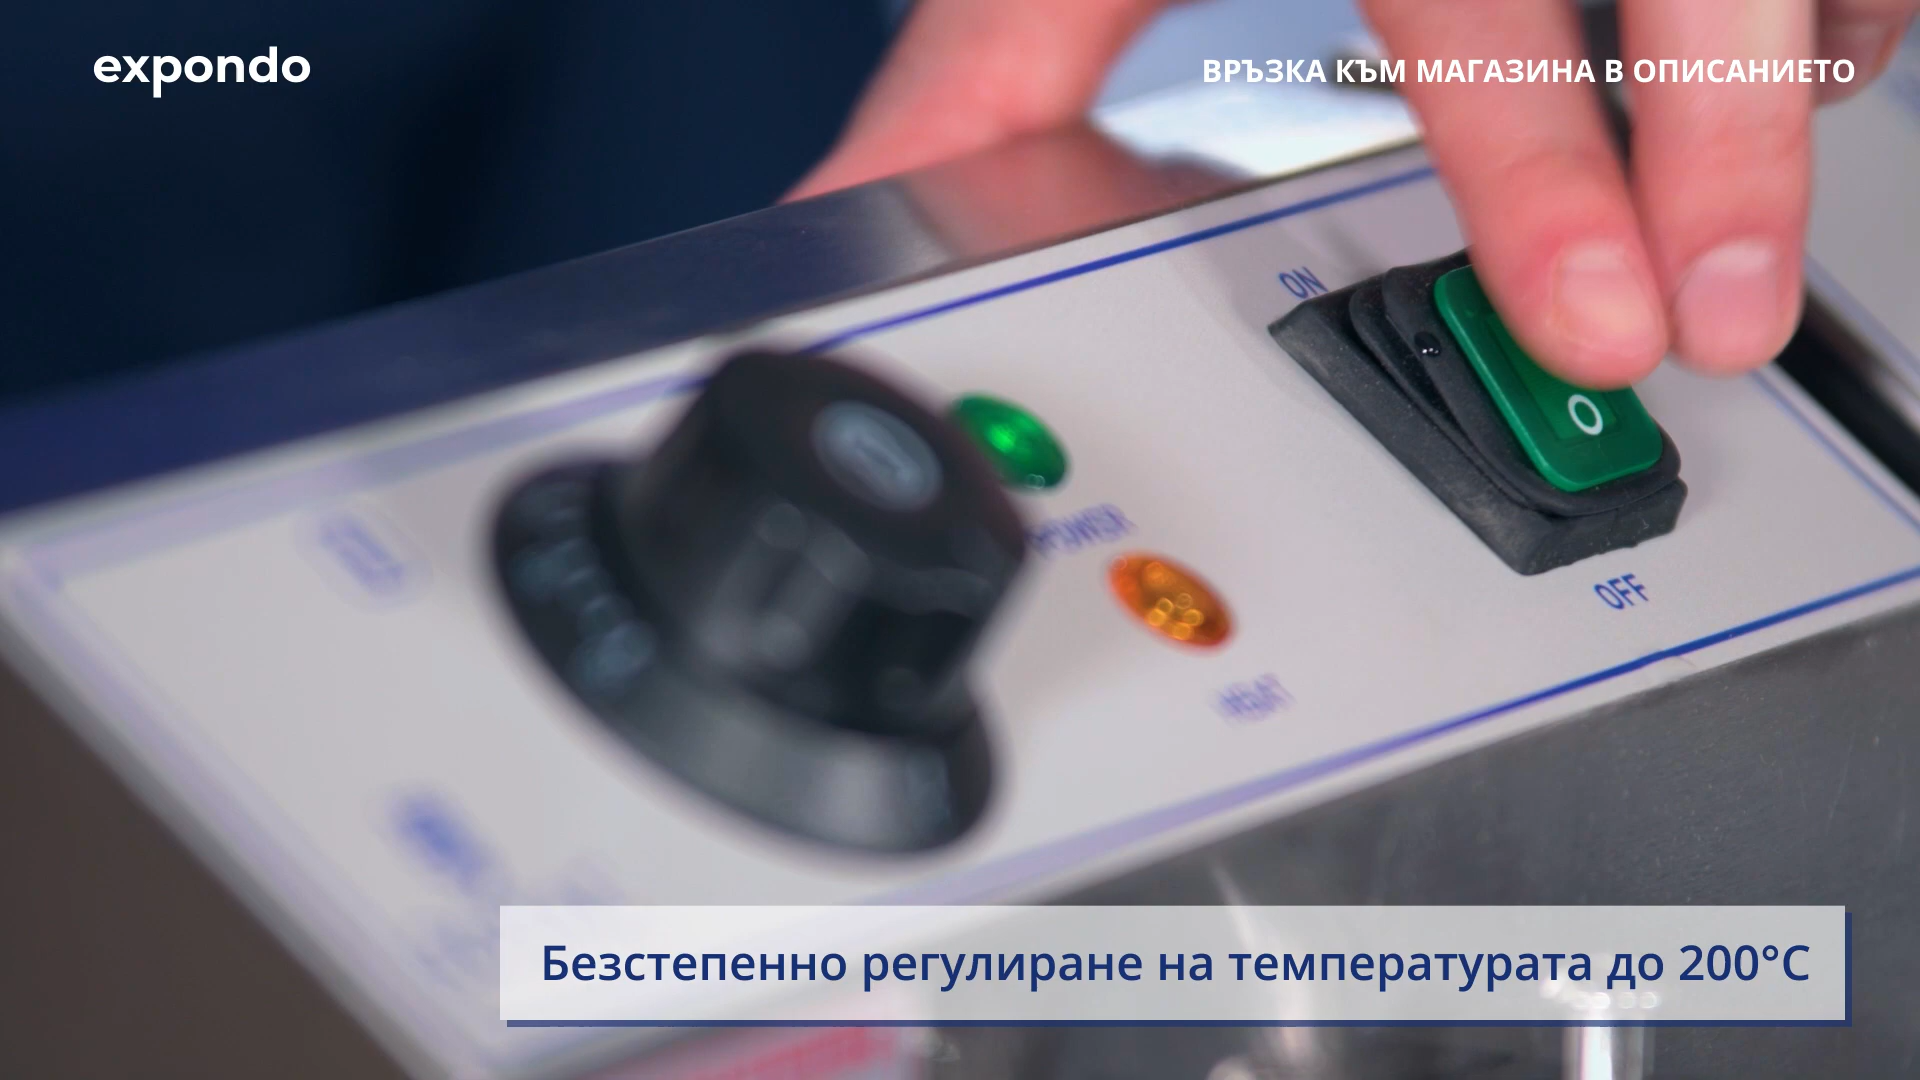 expondo
ВРЪЗКА КЪМ МАГАЗИНА В ОПИСАНИЕТО
ON
POWER
HEAT
OFF
Безстепенно регулиране на температурата до 200°C